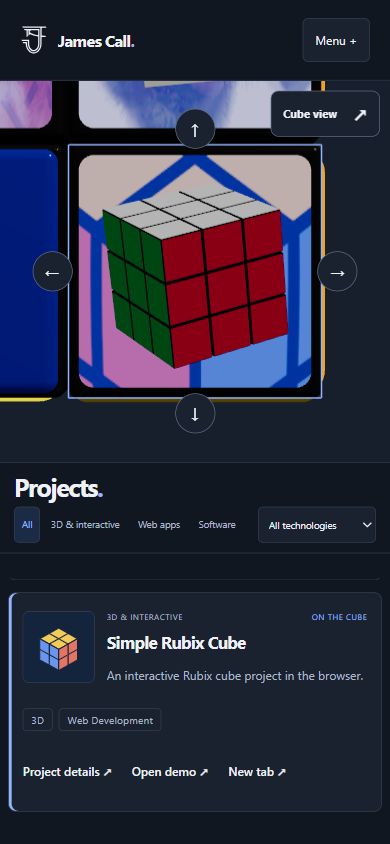 James Call.
Menu +
Cube view ↗
↑
←
→
↓
Projects.
All
3D & interactive
Web apps
Software
All technologies
3D & INTERACTIVE
ON THE CUBE
Simple Rubix Cube
An interactive Rubix cube project in the browser.
3D
Web Development
Project details ↗
Open demo ↗
New tab ↗